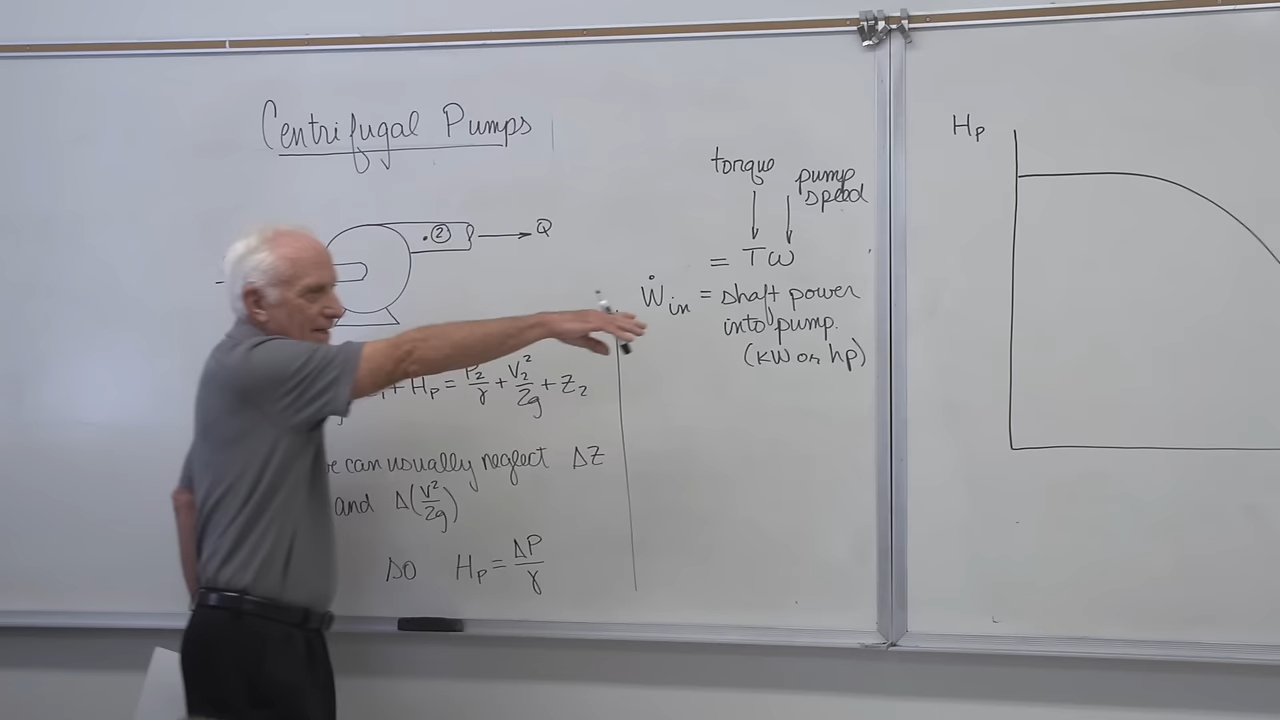 Centrifugal Pumps
② → Q
+ Hp = P₂/γ + V₂²/2g + Z₂
can usually neglect ΔZ
and Δ(V²/2g)
so Hp = ΔP/γ
torque
pump
speed
= Tω
Ẇin = shaft power
into pump.
(kW or hp)
Hp